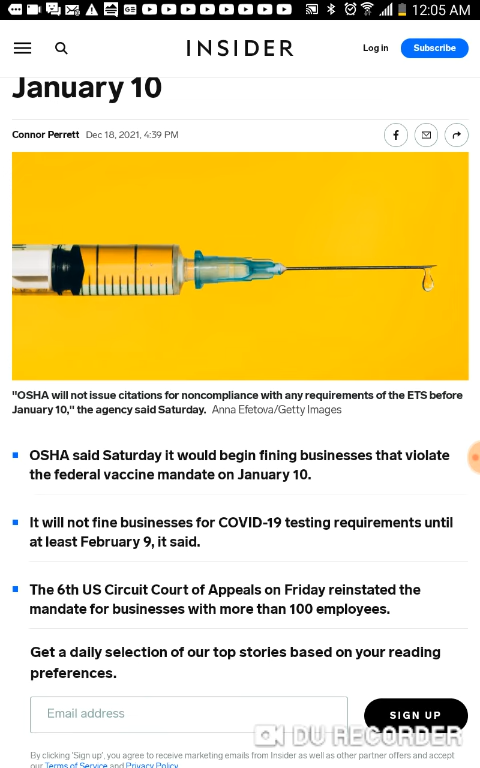 12:05 AM
INSIDER
Log in
Subscribe
January 10
Connor Perrett Dec 18, 2021, 4:39 PM
"OSHA will not issue citations for noncompliance with any requirements of the ETS before
January 10," the agency said Saturday. Anna Efetova/Getty Images
OSHA said Saturday it would begin fining businesses that violate
the federal vaccine mandate on January 10.
It will not fine businesses for COVID-19 testing requirements until
at least February 9, it said.
The 6th US Circuit Court of Appeals on Friday reinstated the
mandate for businesses with more than 100 employees.
Get a daily selection of our top stories based on your reading
preferences.
Email address
SIGN UP
DU RECORDER
By clicking 'Sign up', you agree to receive marketing emails from Insider as well as other partner offers and accept
our Terms of Service and Privacy Policy